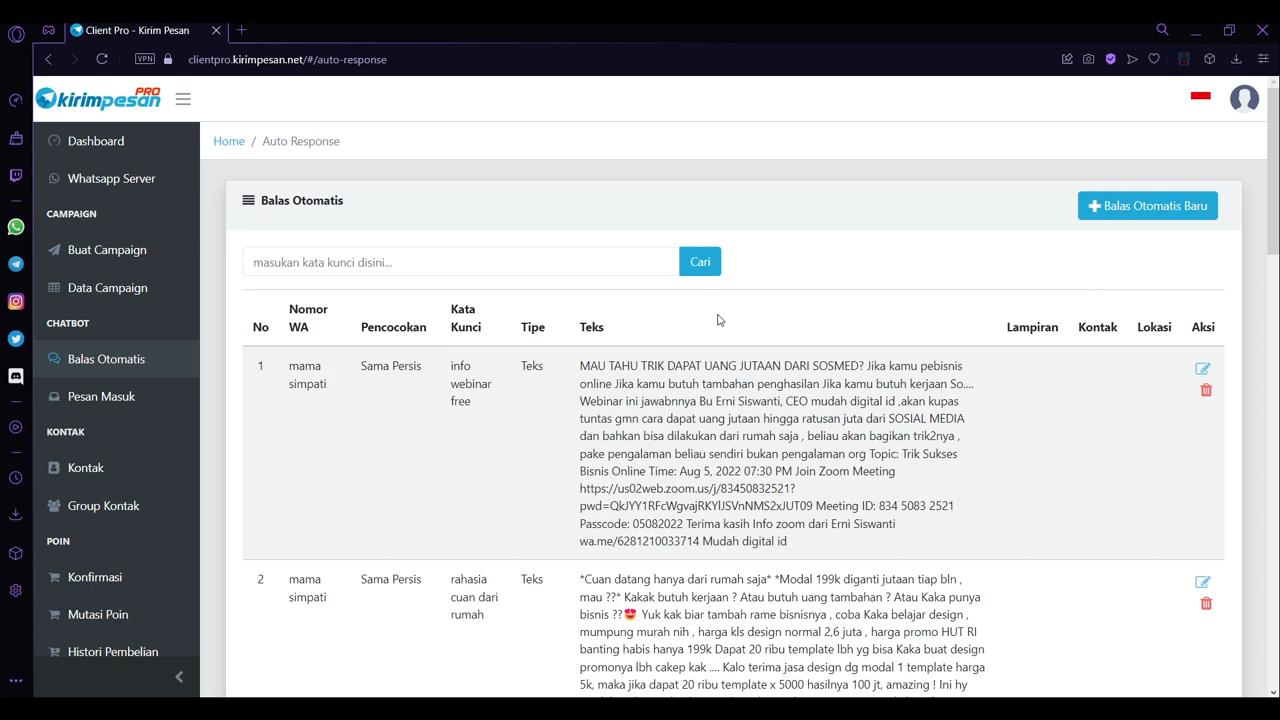 Client Pro - Kirim Pesan
VPN
clientpro.kirimpesan.net/#/auto-response
kirimpesan PRO
Dashboard
Whatsapp Server
CAMPAIGN
Buat Campaign
Data Campaign
CHATBOT
Balas Otomatis
Pesan Masuk
KONTAK
Kontak
Group Kontak
POIN
Konfirmasi
Mutasi Poin
Histori Pembelian
Home / Auto Response
Balas Otomatis
Balas Otomatis Baru
masukan kata kunci disini...
Cari
No
Nomor
WA
Pencocokan
Kata
Kunci
Tipe
Teks
Lampiran
Kontak
Lokasi
Aksi
1
mama
simpati
Sama Persis
info
webinar
free
Teks
MAU TAHU TRIK DAPAT UANG JUTAAN DARI SOSMED? Jika kamu pebisnis
online Jika kamu butuh tambahan penghasilan Jika kamu butuh kerjaan So....
Webinar ini jawabnnya Bu Erni Siswanti, CEO mudah digital id ,akan kupas
tuntas gmn cara dapat uang jutaan hingga ratusan juta dari SOSIAL MEDIA
dan bahkan bisa dilakukan dari rumah saja , beliau akan bagikan trik2nya ,
pake pengalaman beliau sendiri bukan pengalaman org Topic: Trik Sukses
Bisnis Online Time: Aug 5, 2022 07:30 PM Join Zoom Meeting
https://us02web.zoom.us/j/83450832521?
pwd=QkJYY1RFcWgvajRKYlJSVnNMS2xJUT09 Meeting ID: 834 5083 2521
Passcode: 05082022 Terima kasih Info zoom dari Erni Siswanti
wa.me/6281210033714 Mudah digital id
2
mama
simpati
Sama Persis
rahasia
cuan dari
rumah
Teks
*Cuan datang hanya dari rumah saja* *Modal 199k diganti jutaan tiap bln ,
mau ??* Kakak butuh kerjaan ? Atau butuh uang tambahan ? Atau Kaka punya
bisnis ??😍 Yuk kak biar tambah rame bisnisnya , coba Kaka belajar design ,
mumpung murah nih , harga kls design normal 2,6 juta , harga promo HUT RI
banting habis hanya 199k Dapat 20 ribu template lbh yg bisa Kaka buat design
promonya lbh cakep kak .... Kalo terima jasa design dg modal 1 template harga
5k, maka jika dapat 20 ribu template x 5000 hasilnya 100 jt, amazing ! Ini hy